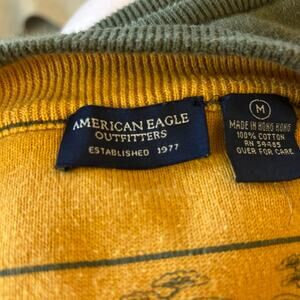 AMERICAN EAGLE
OUTFITTERS
ESTABLISHED 1977
M
MADE IN HONG KONG
100% COTTON
RN 54485
OVER FOR CARE